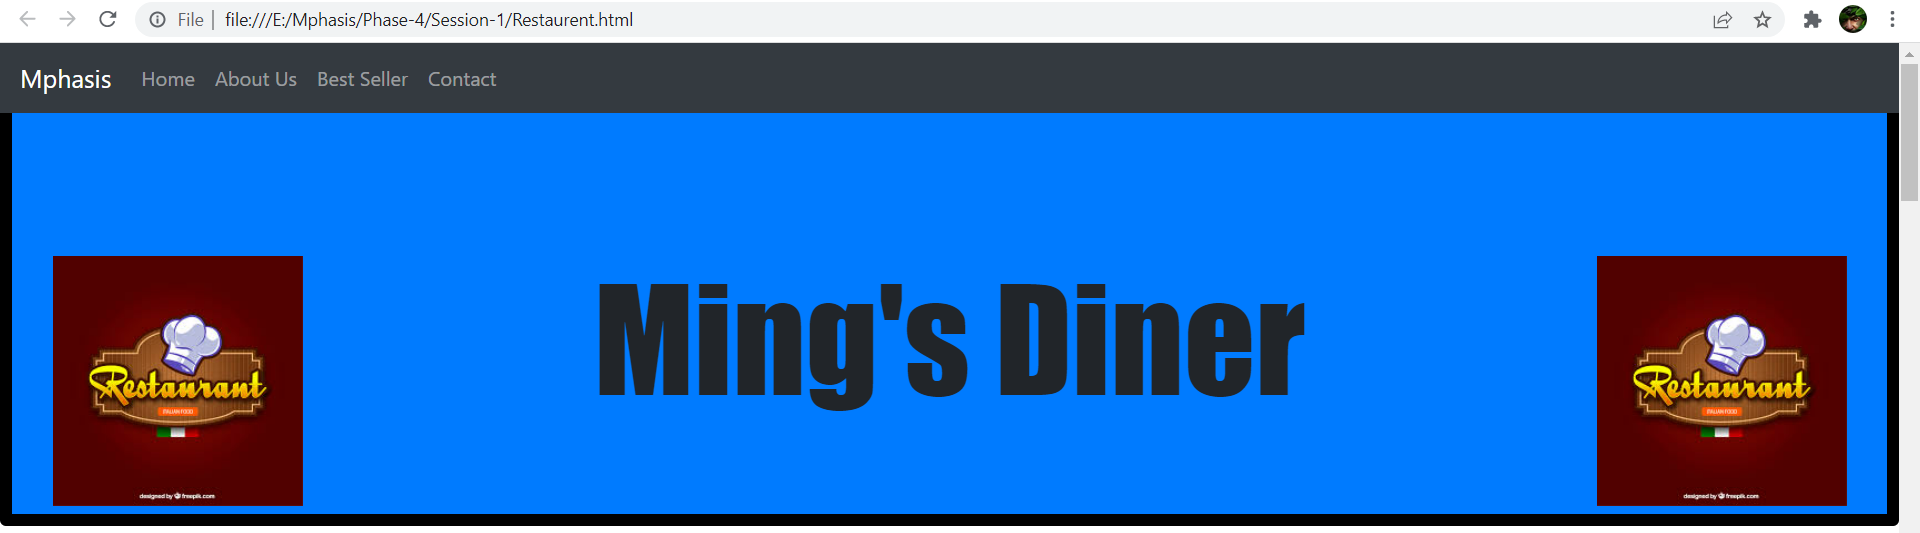 File | file:///E:/Mphasis/Phase-4/Session-1/Restaurent.html
Mphasis Home About Us Best Seller Contact
Ming's Diner
Restaurant
ITALIAN FOOD
designed by freepik.com
Restaurant
ITALIAN FOOD
designed by freepik.com